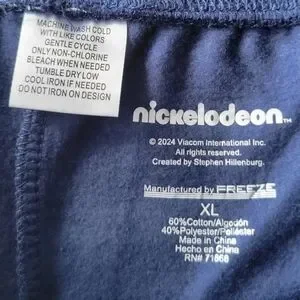 MACHINE WASH COLD
WITH LIKE COLORS
GENTLE CYCLE
ONLY NON-CHLORINE
BLEACH WHEN NEEDED
TUMBLE DRY LOW
COOL IRON IF NEEDED
DO NOT IRON ON DESIGN
nickelodeon™
© 2024 Viacom International Inc.
All rights reserved.
Created by Stephen Hillenburg.
Manufactured by FREEZE
XL
60%Cotton/Algodón
40%Polyester/Poliéster
Made in China
Hecho en China
RN# 71868